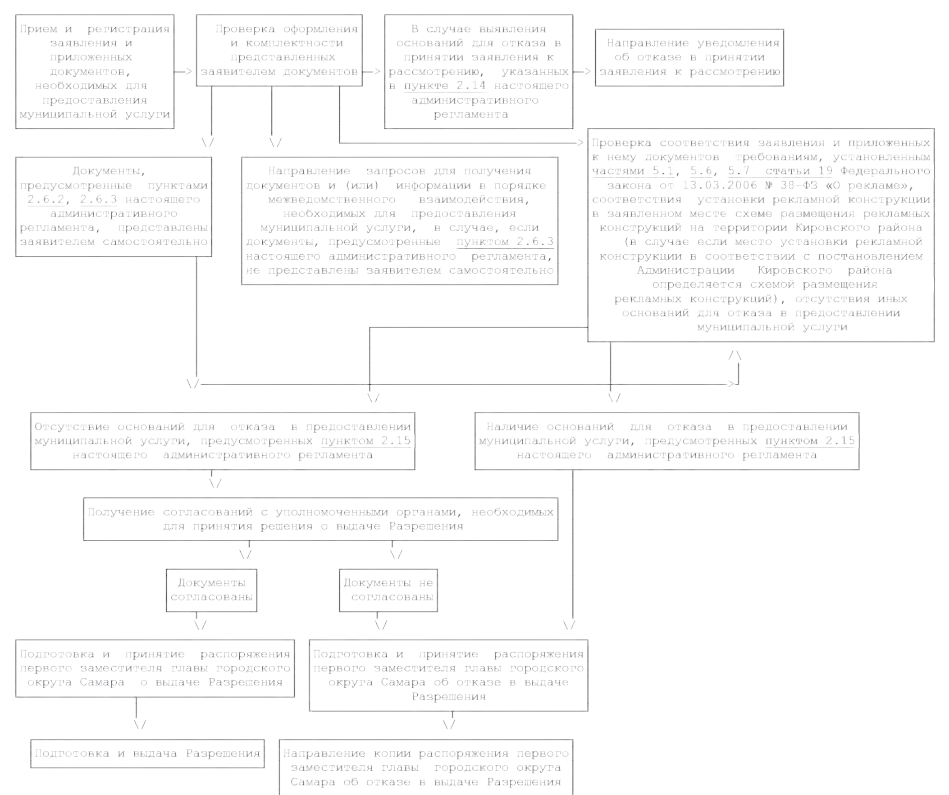 Прием и регистрация
заявления и
приложенных
документов,
необходимых для
предоставления
муниципальной услуги
Проверка оформления
и комплектности
представленных
заявителем документов
В случае выявления
оснований для отказа в
принятии заявления к
рассмотрению, указанных
в пункте 2.14 настоящего
административного
регламента
Направление уведомления
об отказе в принятии
заявления к рассмотрению
Документы,
предусмотренные пунктами
2.6.2, 2.6.3 настоящего
административного
регламента, представлены
заявителем самостоятельно
Направление запросов для получения
документов и (или) информации в порядке
межведомственного взаимодействия,
необходимых для предоставления
муниципальной услуги, в случае, если
документы, предусмотренные пунктом 2.6.3
настоящего административного регламента,
не представлены заявителем самостоятельно
Проверка соответствия заявления и приложенных
к нему документов требованиям, установленным
частями 5.1, 5.6, 5.7 статьи 19 Федерального
закона от 13.03.2006 № 38-ФЗ «О рекламе»,
соответствия установки рекламной конструкции
в заявленном месте схеме размещения рекламных
конструкций на территории Кировского района
(в случае если место установки рекламной
конструкции в соответствии с постановлением
Администрации Кировского района
определяется схемой размещения
рекламных конструкций), отсутствия иных
оснований для отказа в предоставлении
муниципальной услуги
Отсутствие оснований для отказа в предоставлении
муниципальной услуги, предусмотренных пунктом 2.15
настоящего административного регламента
Наличие оснований для отказа в предоставлении
муниципальной услуги, предусмотренных пунктом 2.15
настоящего административного регламента
Получение согласований с уполномоченными органами, необходимых
для принятия решения о выдаче Разрешения
Документы
согласованы
Документы не
согласованы
Подготовка и принятие распоряжения
первого заместителя главы городского
округа Самара о выдаче Разрешения
Подготовка и принятие распоряжения
первого заместителя главы городского
округа Самара об отказе в выдаче
Разрешения
Подготовка и выдача Разрешения
Направление копии распоряжения первого
заместителя главы городского округа
Самара об отказе в выдаче Разрешения